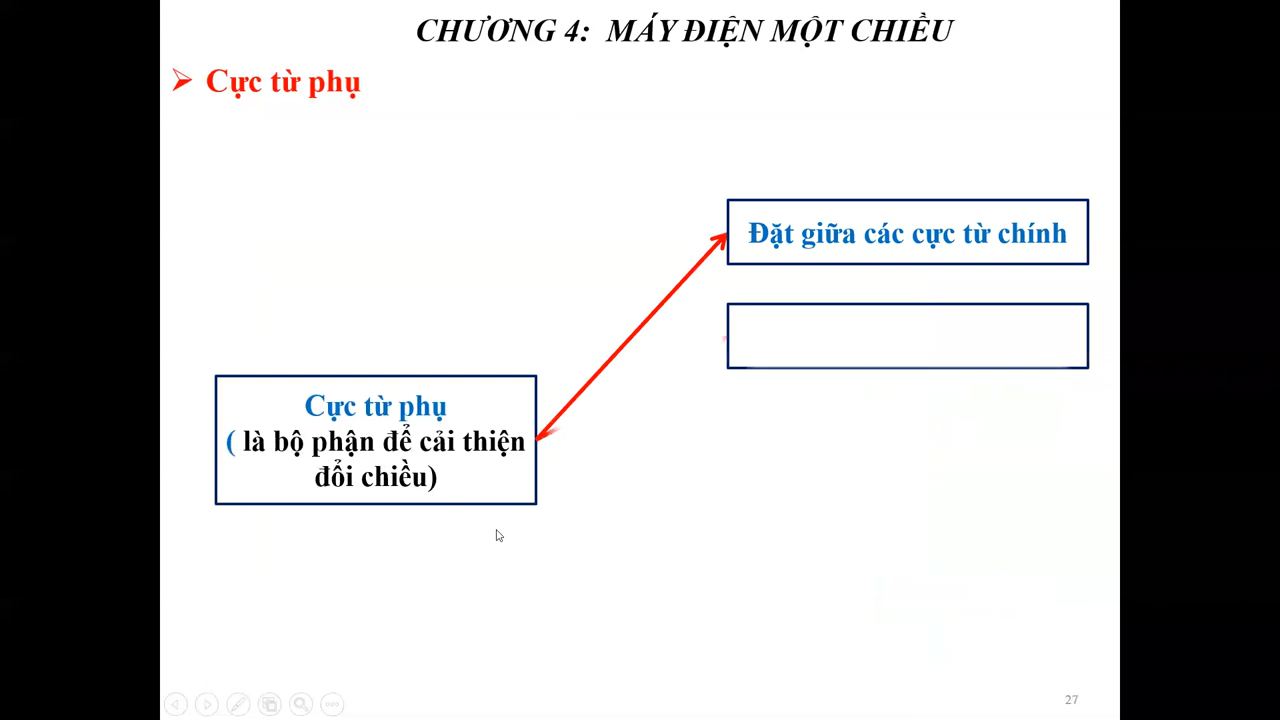 CHƯƠNG 4: MÁY ĐIỆN MỘT CHIỀU
Cực từ phụ
Đặt giữa các cực từ chính
Cực từ phụ
( là bộ phận để cải thiện
đổi chiều)
27